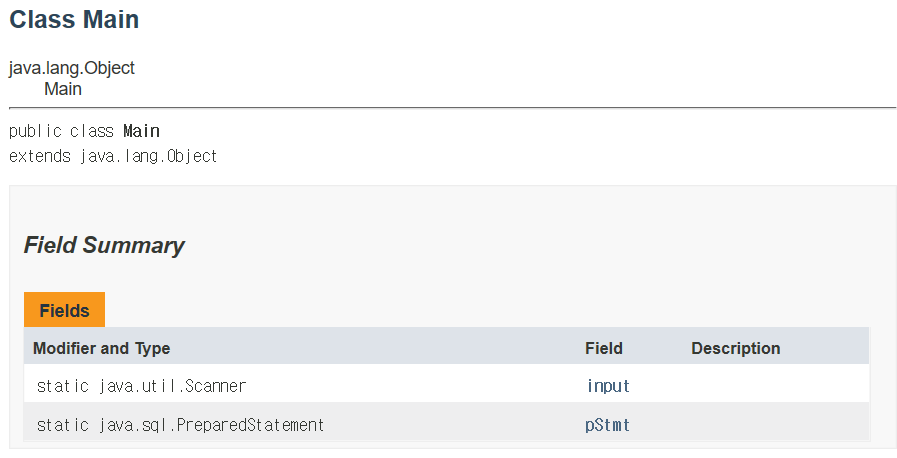 Class Main
java.lang.Object
Main
public class Main
extends java.lang.Object
Field Summary
Fields
Modifier and Type Field Description
static java.util.Scanner input
static java.sql.PreparedStatement pStmt